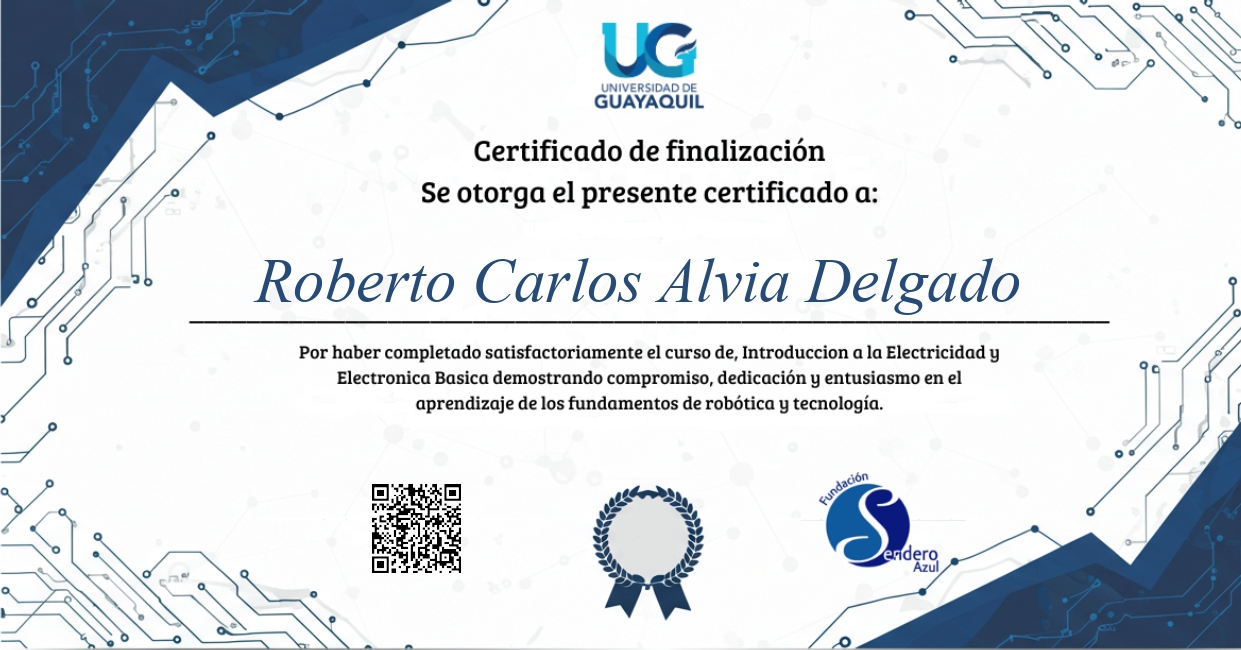 UG
UNIVERSIDAD DE
GUAYAQUIL
Certificado de finalización
Se otorga el presente certificado a:
Roberto Carlos Alvia Delgado
Por haber completado satisfactoriamente el curso de, Introduccion a la Electricidad y
Electronica Basica demostrando compromiso, dedicación y entusiasmo en el
aprendizaje de los fundamentos de robótica y tecnología.
Fundación
Sendero
Azul